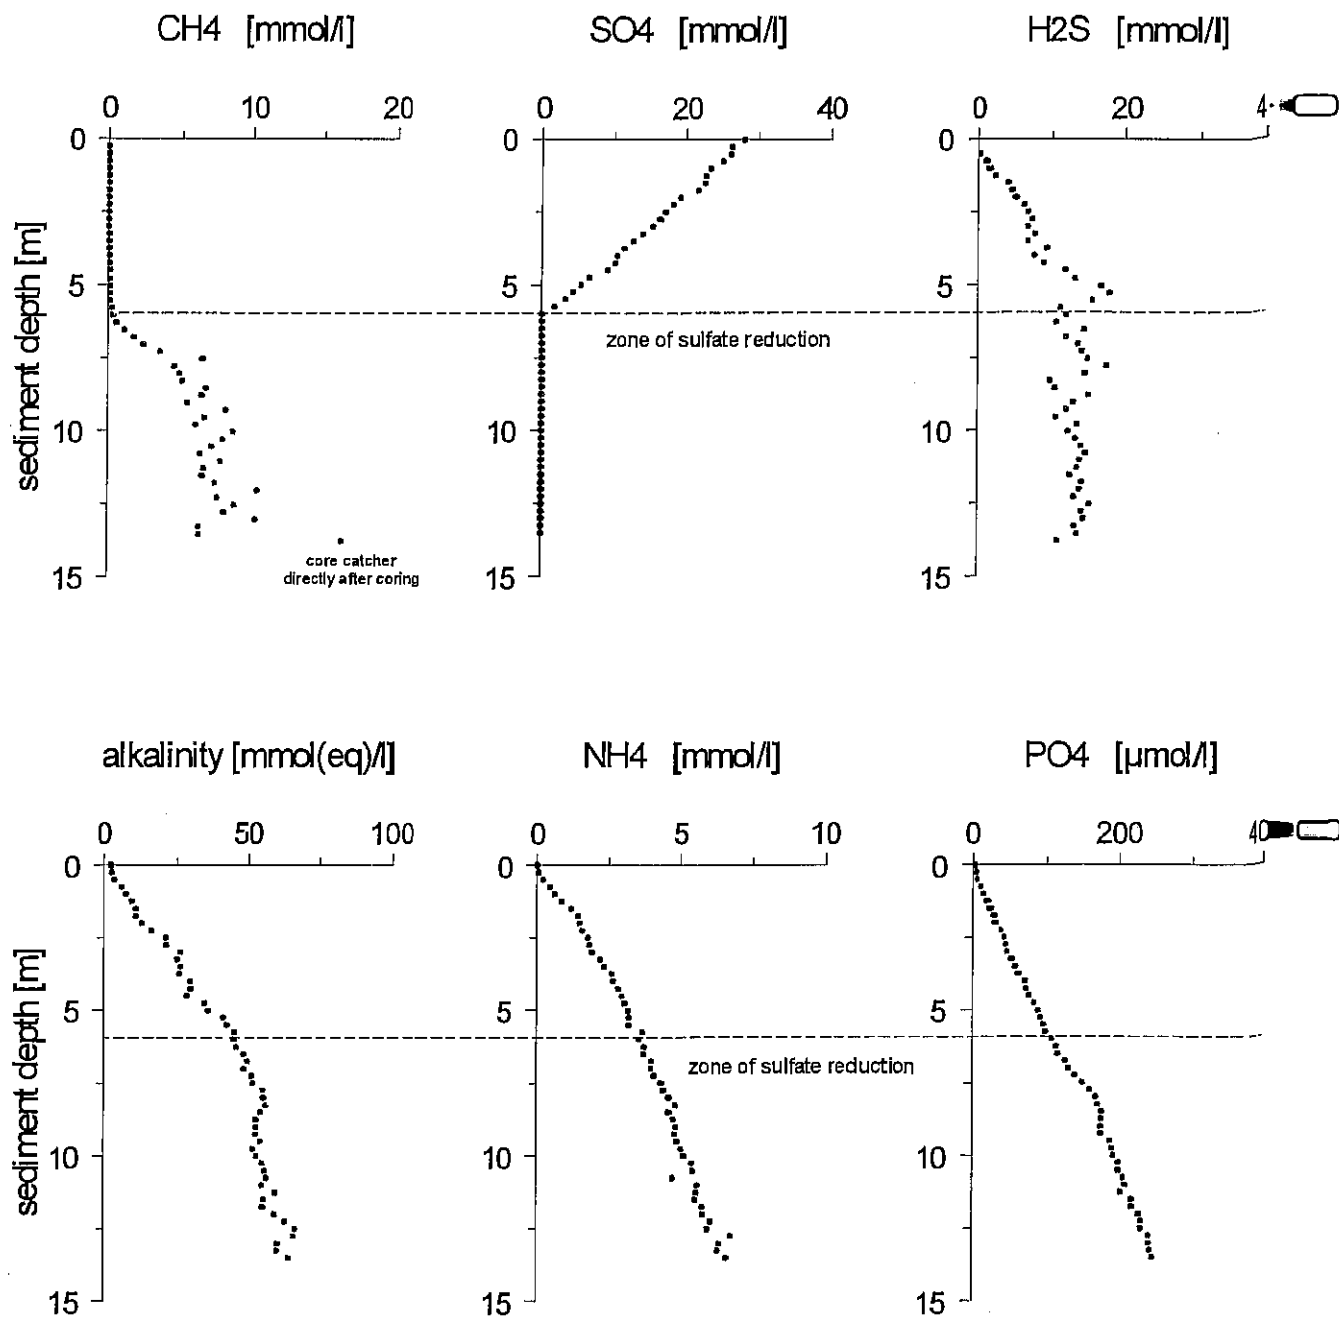 CH4 [mmol/l]
SO4 [mmol/l]
H2S [mmol/l]
0 10 20
0 20 40
0 20 4
0
5
10
15
0
5
10
15
0
5
10
15
sediment depth [m]
zone of sulfate reduction
core catcher
directly after coring
alkalinity [mmol(eq)/l]
NH4 [mmol/l]
PO4 [µmol/l]
0 50 100
0 5 10
0 200 40
0
5
10
15
0
5
10
15
0
5
10
15
sediment depth [m]
zone of sulfate reduction